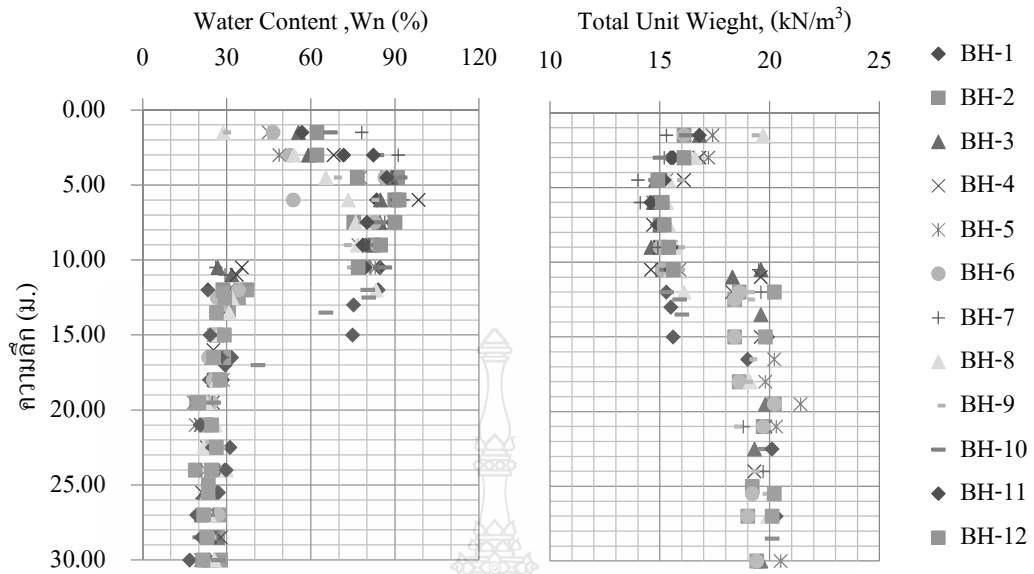 Water Content ,Wn (%)
0 30 60 90 120
0.00
5.00
10.00
15.00
20.00
25.00
30.00
ความลึก (ม.)
Total Unit Wieght, (kN/m³)
10 15 20 25
BH-1
BH-2
BH-3
BH-4
BH-5
BH-6
BH-7
BH-8
BH-9
BH-10
BH-11
BH-12